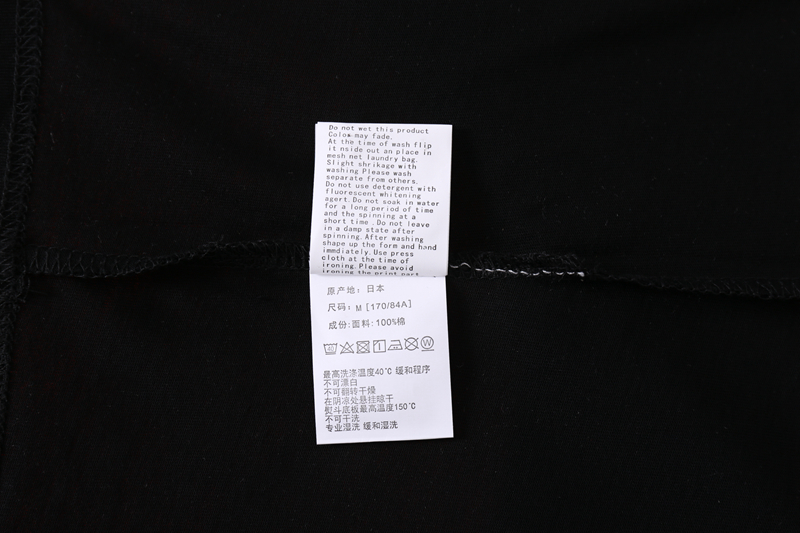 Do not wet this product
Color may fade.
At the time of wash flip
it nside out an place in
mesh net laundry bag.
Slight shrikage with
washing Please wash
separate from others.
Do not use detergent with
fluorescent whitening
agert.Do not soak in water
for a long period of time
and the spinning at a
short time .Do not leave
in a damp state after
spinning. After washing
shape up the form and hand
immediately. Use press
cloth at the time of
ironing.Please avoid
ironing the print part
原产地: 日本
尺码: M [170/84A]
成份: 面料: 100%棉
最高洗涤温度40℃ 缓和程序
不可漂白
不可翻转干燥
在阴凉处悬挂晾干
熨斗底板最高温度150℃
不可干洗
专业湿洗 缓和湿洗